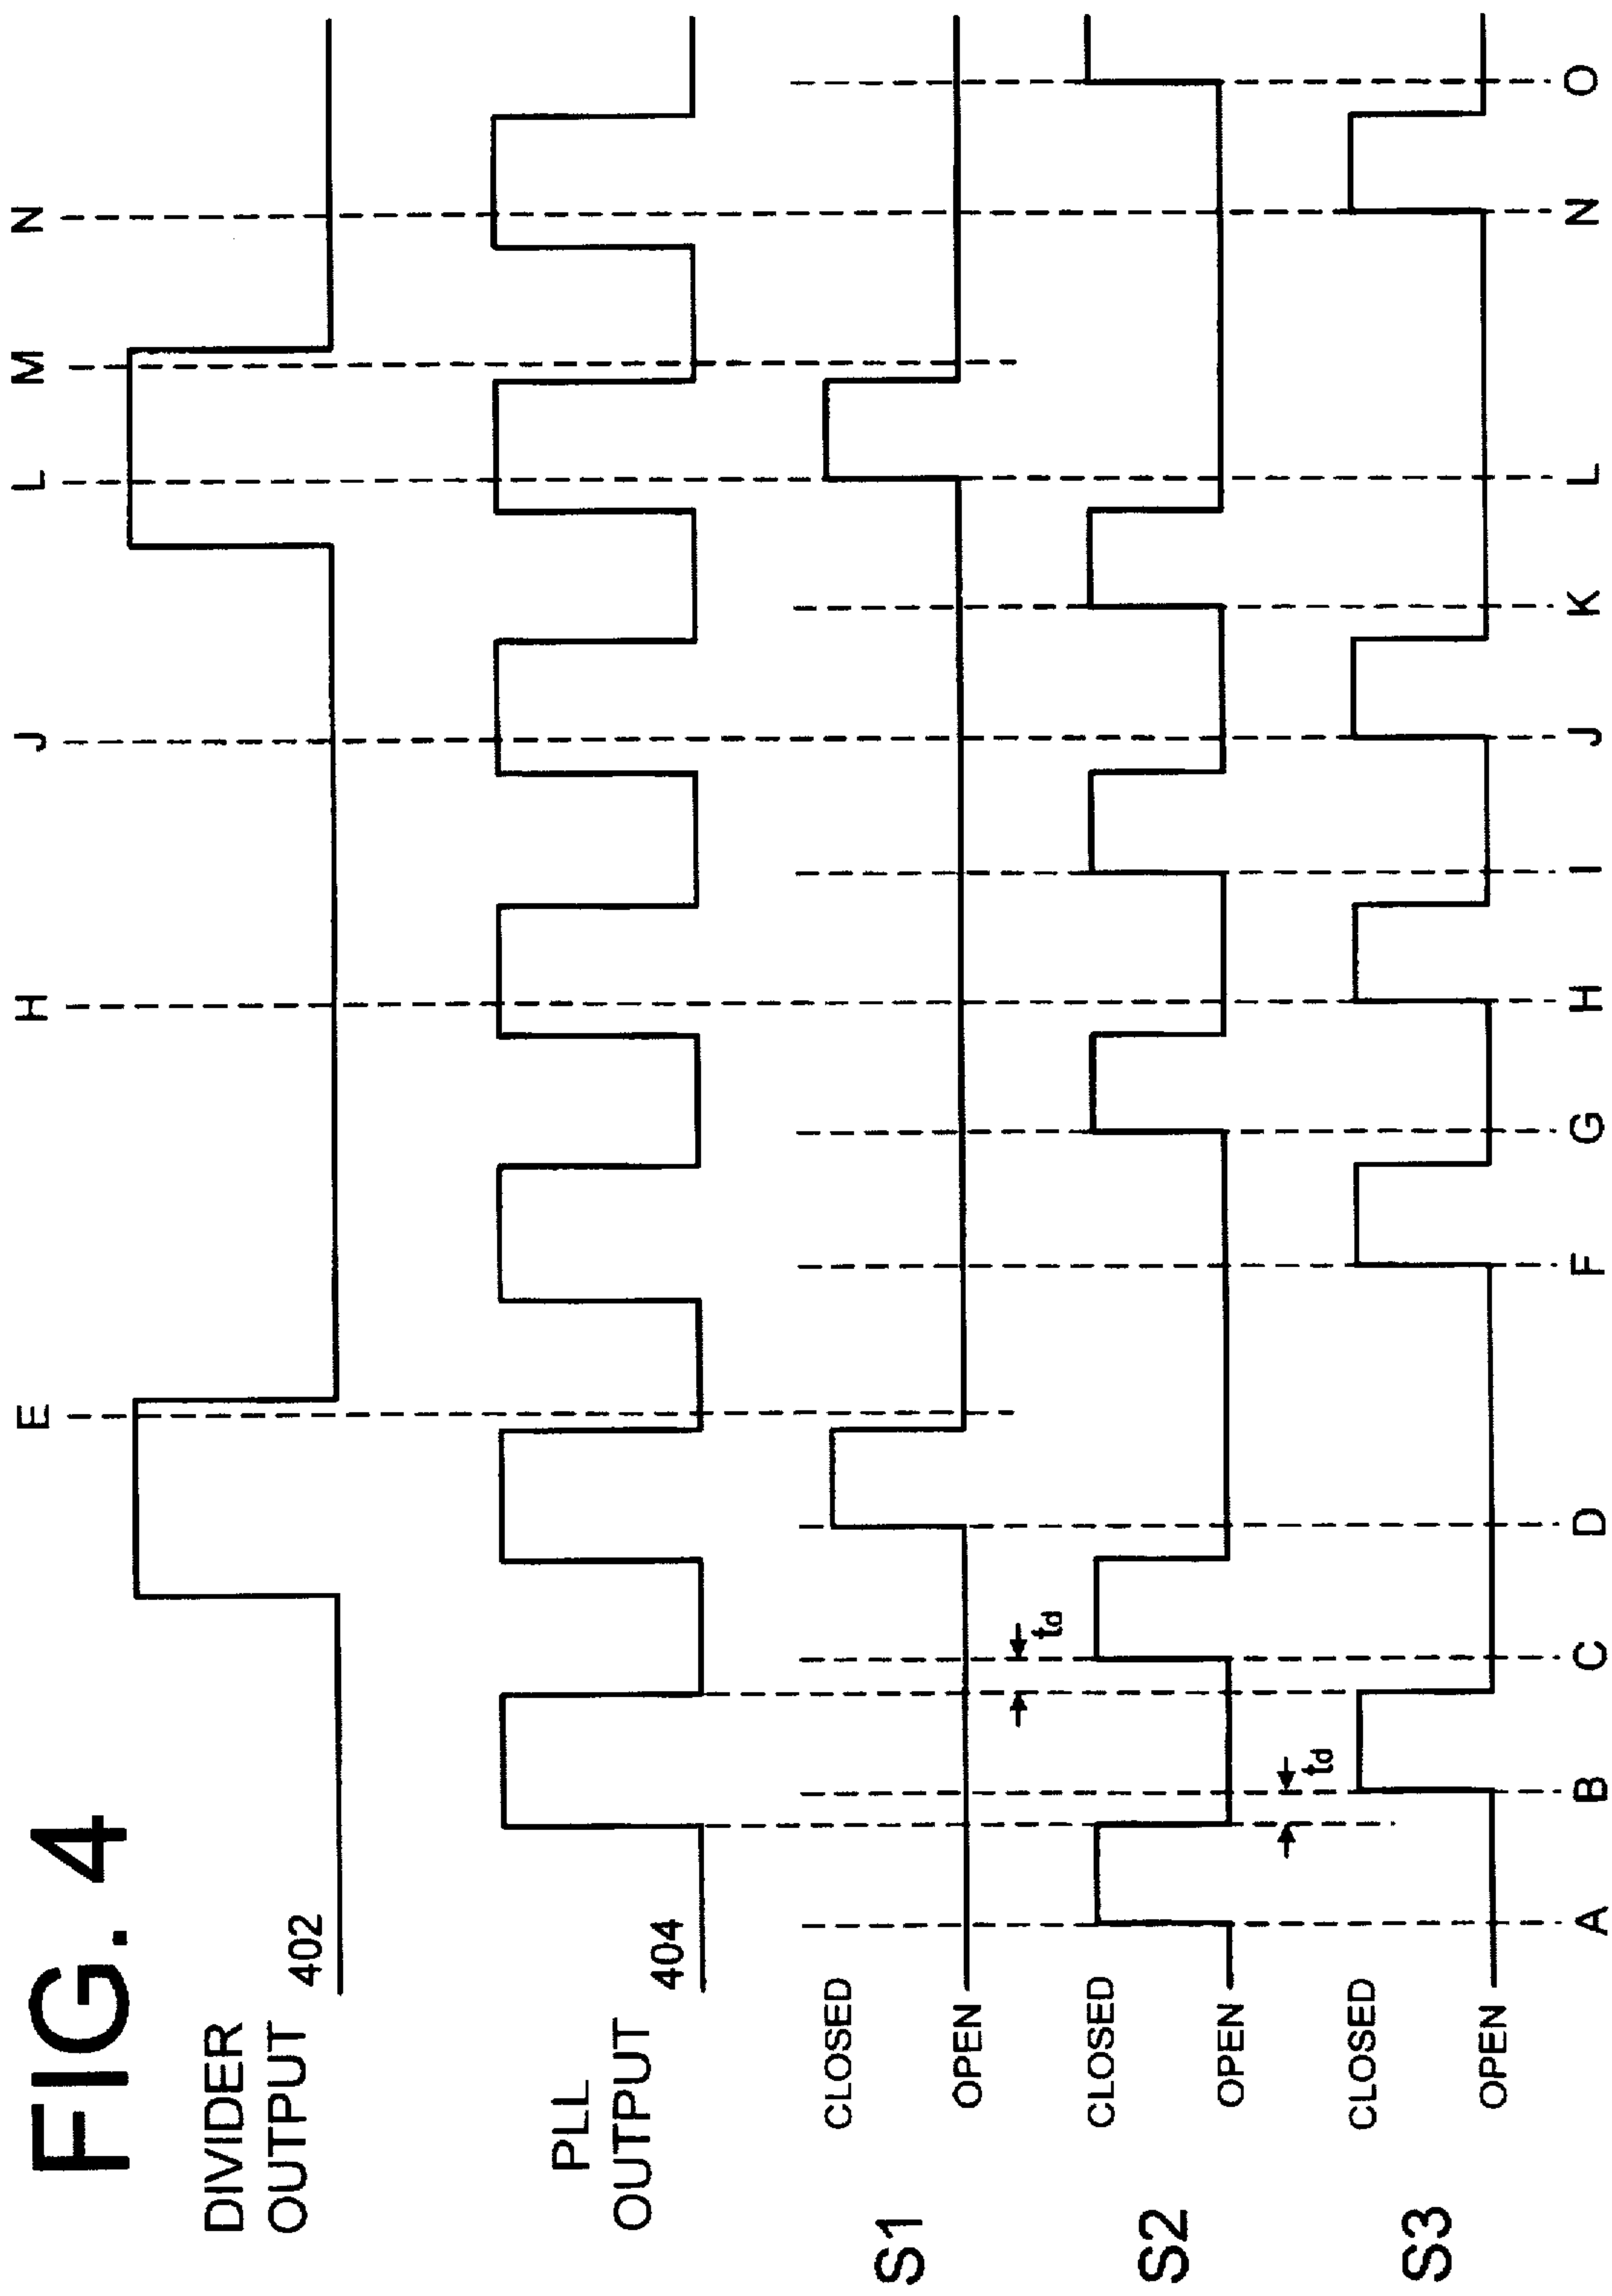 FIG. 4
E H J L M N
DIVIDER
OUTPUT
402
PLL
OUTPUT
404
S1
CLOSED
OPEN
td
S2
CLOSED
OPEN
td
S3
CLOSED
OPEN
A B C D F G H I J K L N O